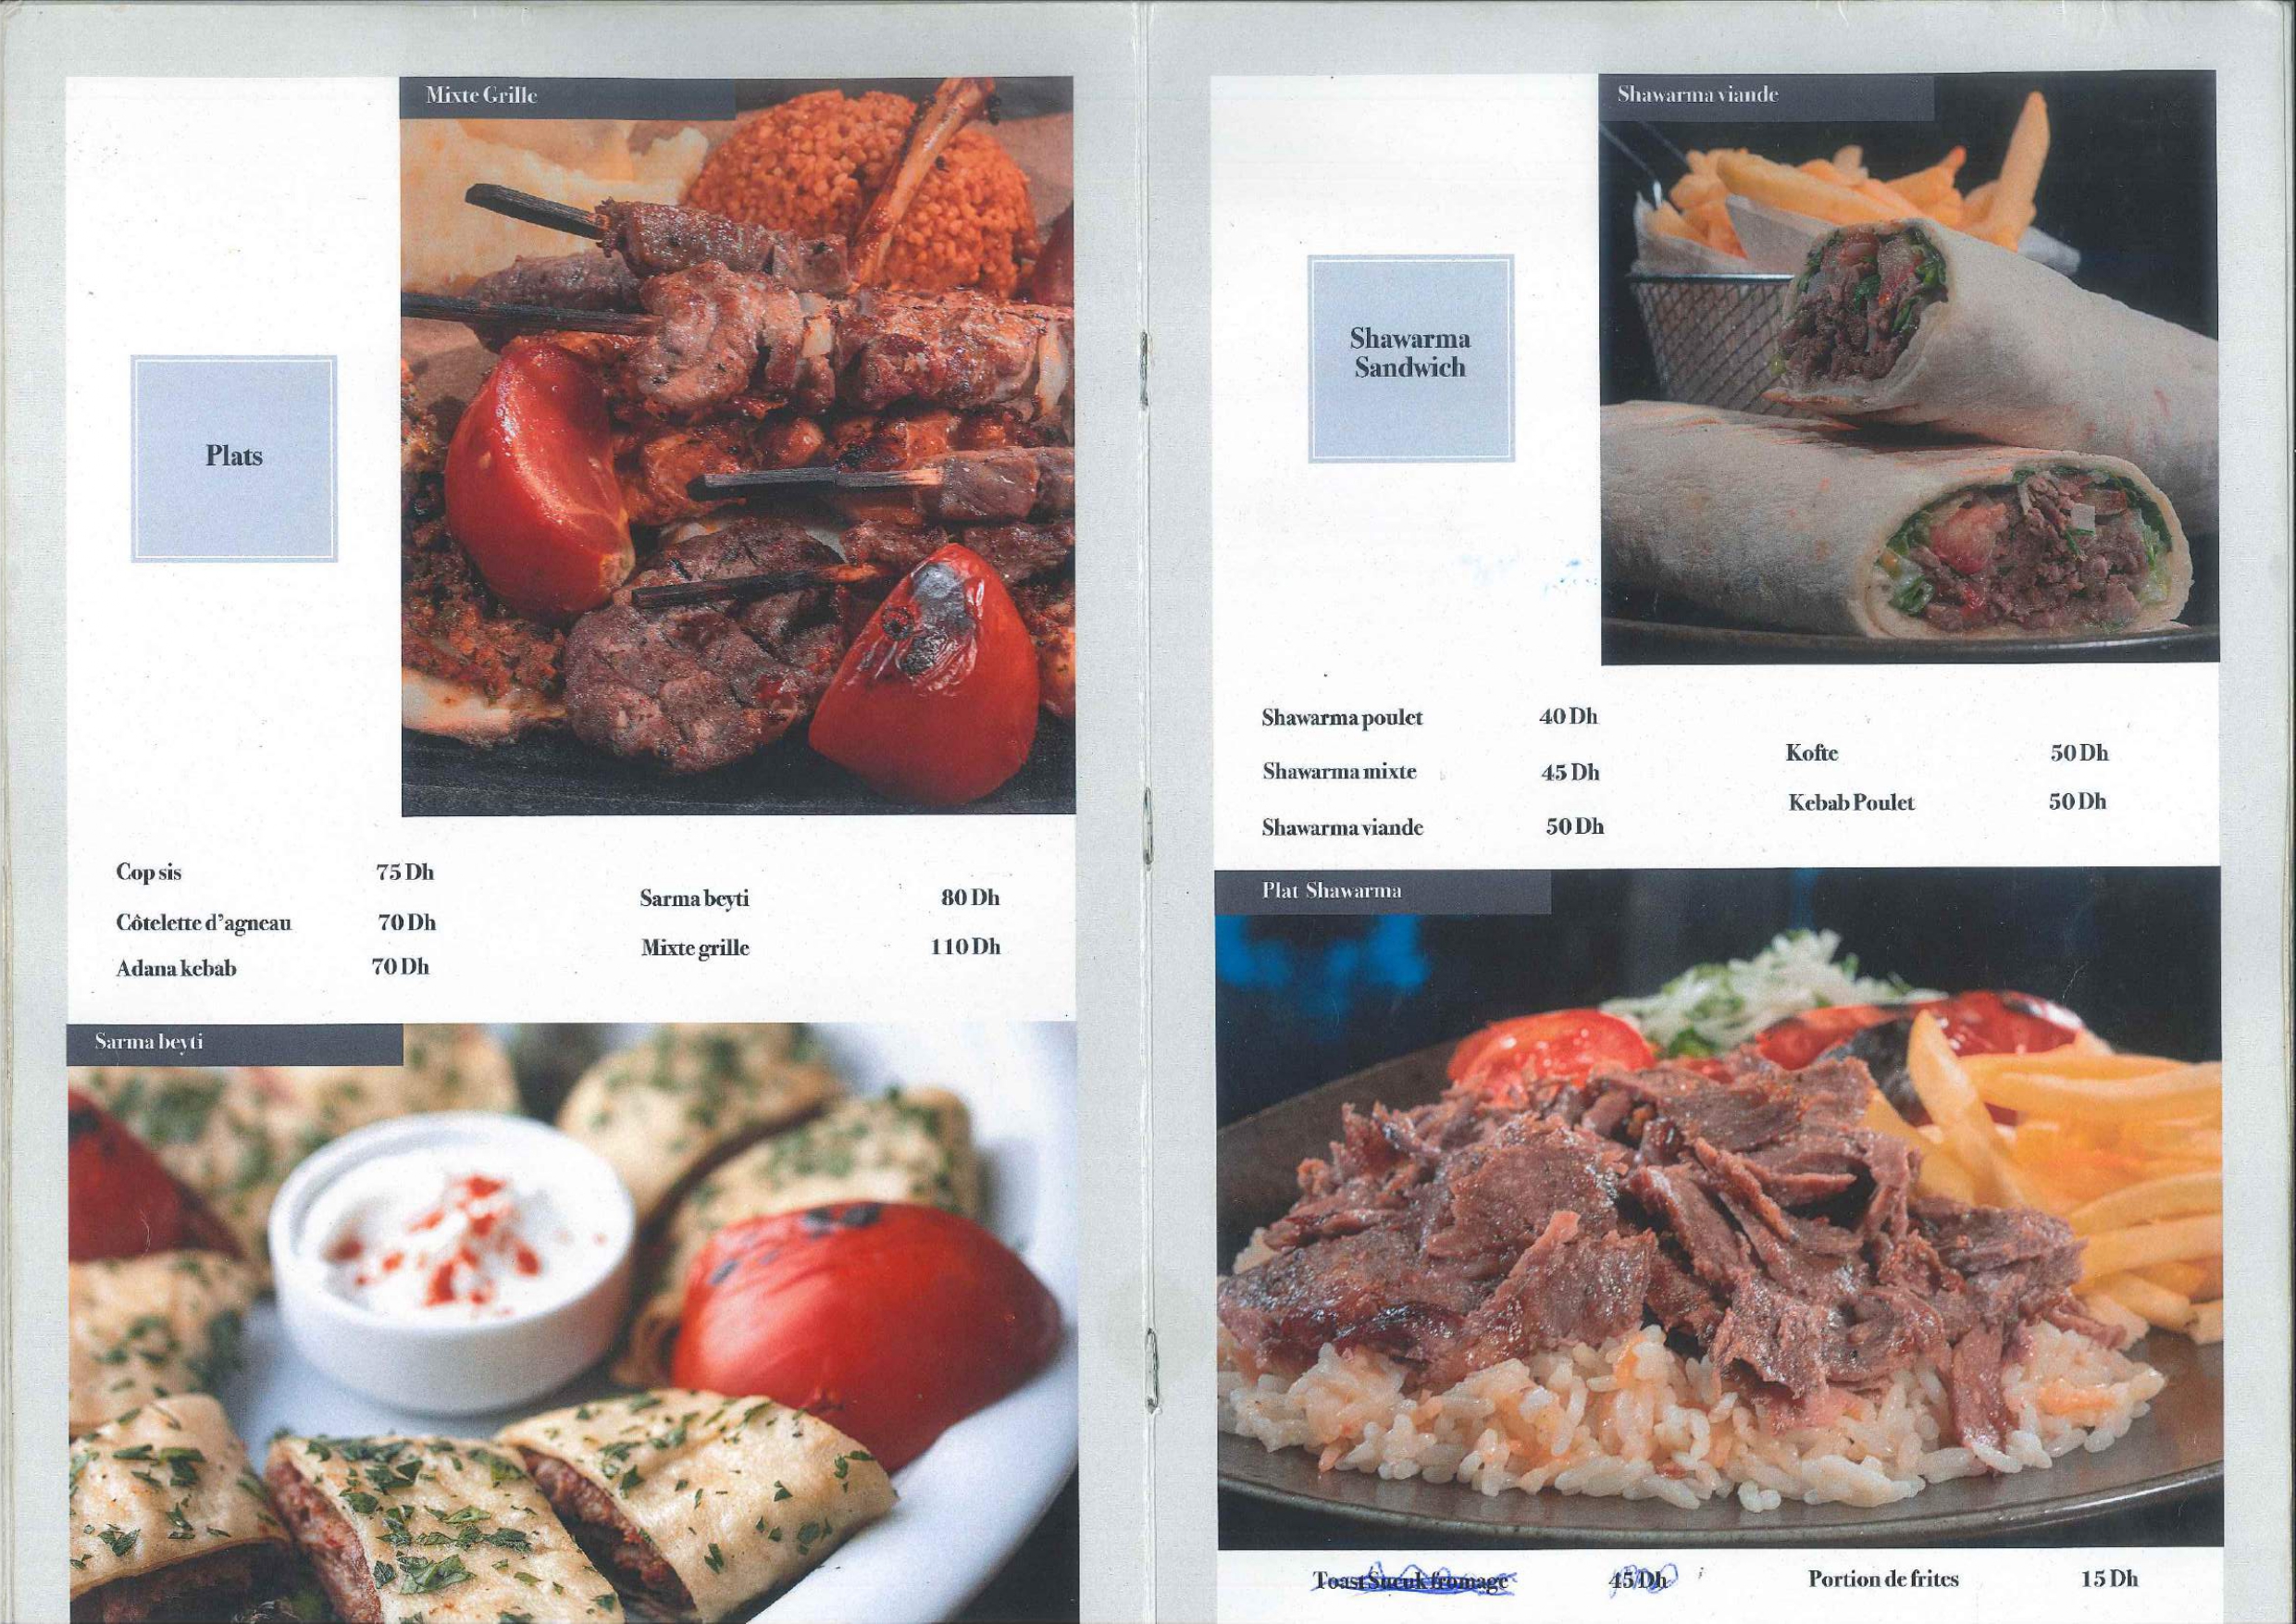 Mixte Grille
Plats
Cop sis 75 Dh
Côtelette d'agneau 70 Dh
Adana kebab 70 Dh
Sarma beyti 80 Dh
Mixte grille 110 Dh
Sarma beyti
Shawarma viande
Shawarma
Sandwich
Shawarma poulet 40 Dh
Shawarma mixte 45 Dh
Shawarma viande 50 Dh
Kofte 50 Dh
Kebab Poulet 50 Dh
Plat Shawarma
Toast Sucuk fromage 45 Dh
Portion de frites 15 Dh